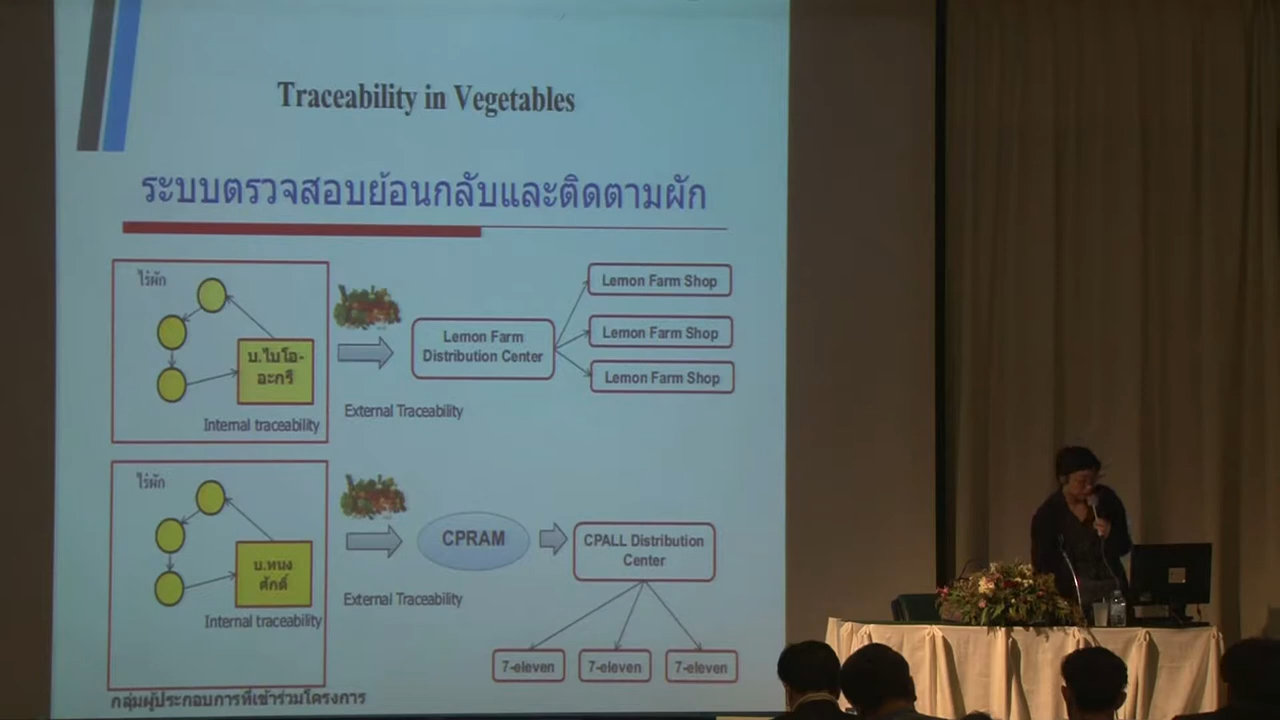 Traceability in Vegetables
ระบบตรวจสอบย้อนกลับและติดตามผัก
ไร่ผัก
บ.ไบโอ-
อะกรี
Internal traceability
External Traceability
Lemon Farm
Distribution Center
Lemon Farm Shop
Lemon Farm Shop
Lemon Farm Shop
ไร่ผัก
บ.ทนง
ศักดิ์
Internal traceability
External Traceability
CPRAM
CPALL Distribution
Center
7-eleven
7-eleven
7-eleven
กลุ่มผู้ประกอบการที่เข้าร่วมโครงการ